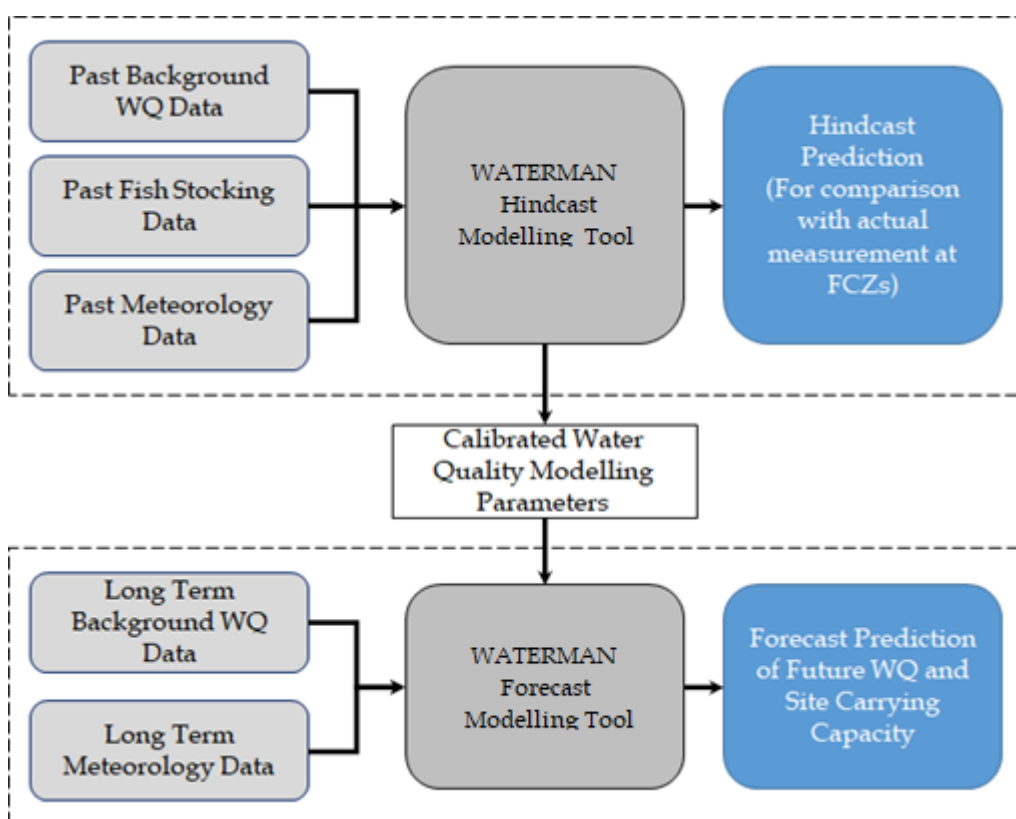 Past Background
WQ Data
Past Fish Stocking
Data
Past Meteorology
Data
WATERMAN
Hindcast
Modelling Tool
Hindcast
Prediction
(For comparison
with actual
measurement at
FCZs)
Calibrated Water
Quality Modelling
Parameters
Long Term
Background WQ
Data
Long Term
Meteorology Data
WATERMAN
Forecast
Modelling Tool
Forecast Prediction
of Future WQ and
Site Carrying
Capacity